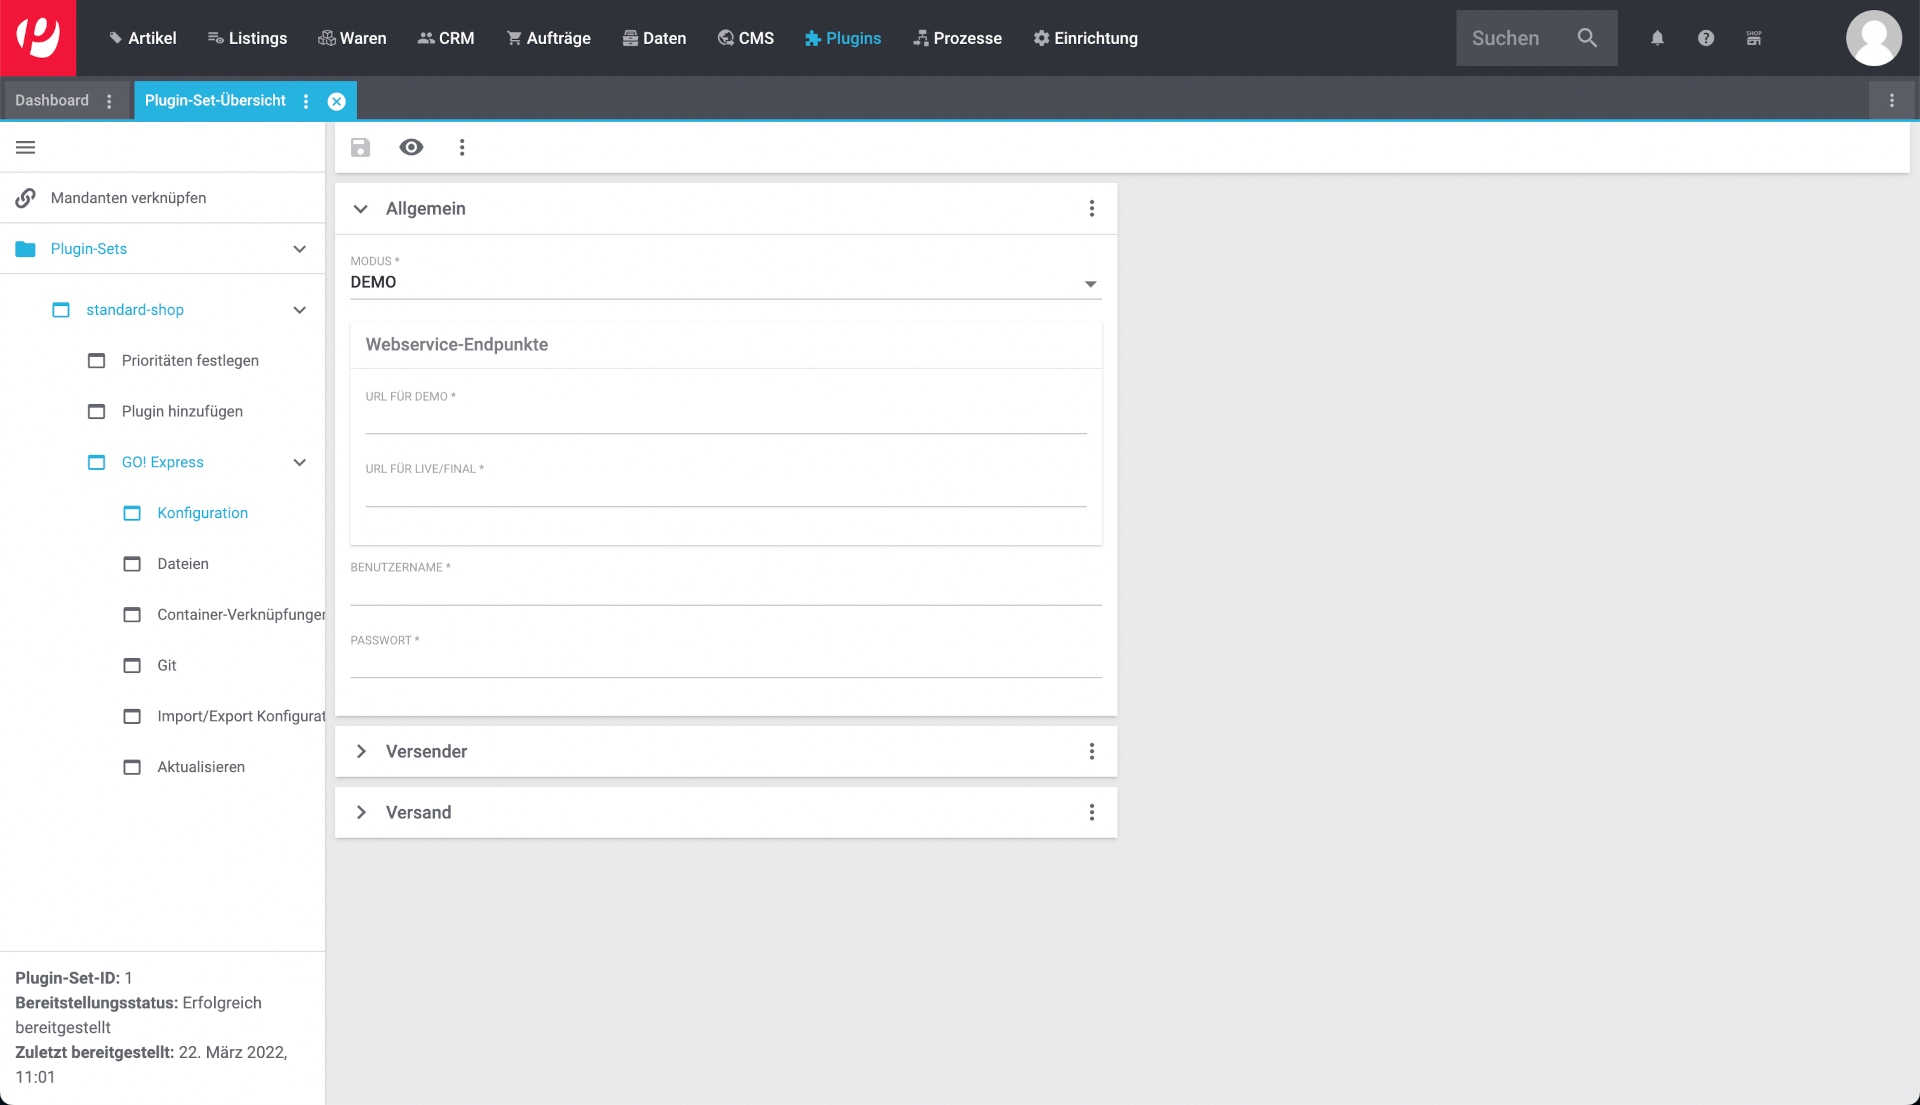 Artikel
Listings
Waren
CRM
Aufträge
Daten
CMS
Plugins
Prozesse
Einrichtung
Suchen
SHOP
Dashboard
Plugin-Set-Übersicht
Mandanten verknüpfen
Plugin-Sets
standard-shop
Prioritäten festlegen
Plugin hinzufügen
GO! Express
Konfiguration
Dateien
Container-Verknüpfunger
Git
Import/Export Konfigurat
Aktualisieren
Plugin-Set-ID: 1
Bereitstellungsstatus: Erfolgreich
bereitgestellt
Zuletzt bereitgestellt: 22. März 2022,
11:01
Allgemein
MODUS *
DEMO
Webservice-Endpunkte
URL FÜR DEMO *
URL FÜR LIVE/FINAL *
BENUTZERNAME *
PASSWORT *
Versender
Versand